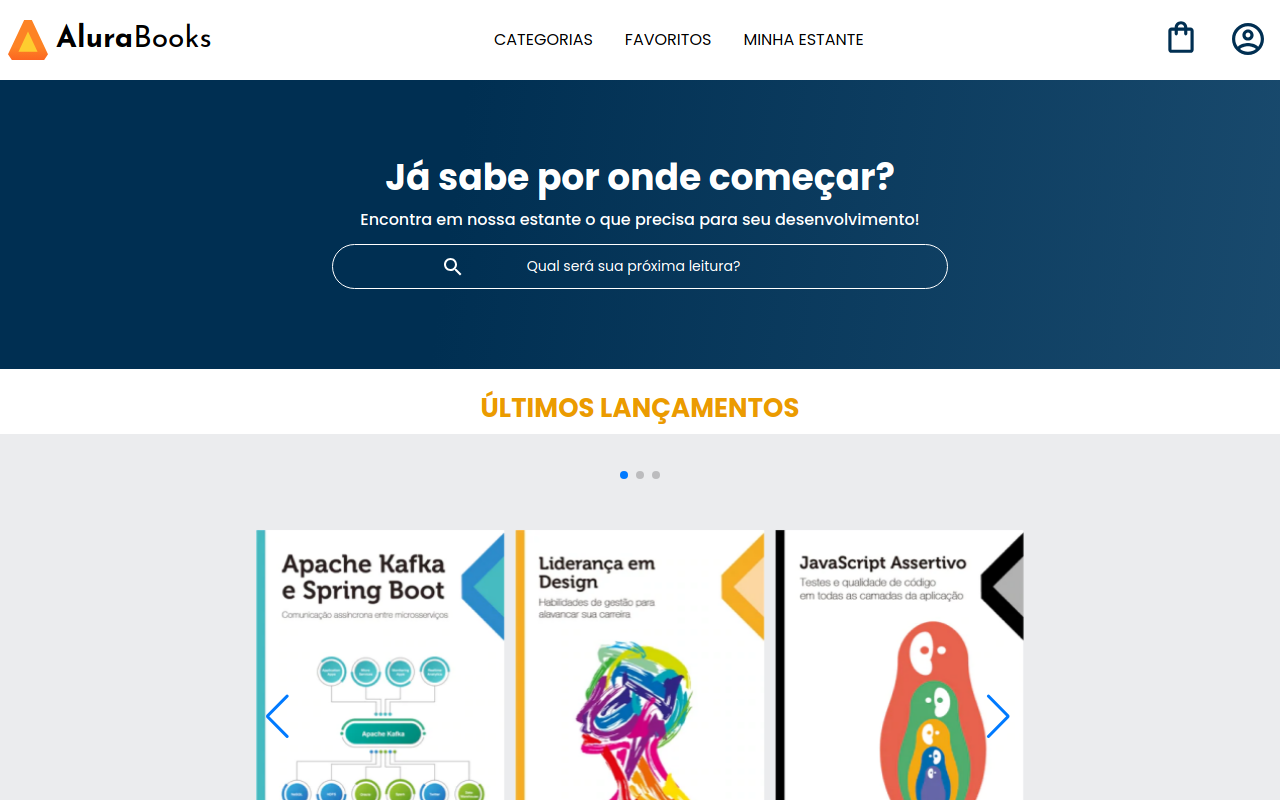 AluraBooks
CATEGORIAS
FAVORITOS
MINHA ESTANTE
Já sabe por onde começar?
Encontra em nossa estante o que precisa para seu desenvolvimento!
Qual será sua próxima leitura?
ÚLTIMOS LANÇAMENTOS
Apache Kafka
e Spring Boot
Comunicação assíncrona entre microsserviços
Apache Kafka
Liderança em
Design
Habilidades de gestão para
alavancar sua carreira
JavaScript Assertivo
Testes e qualidade de código
em todas as camadas da aplicação